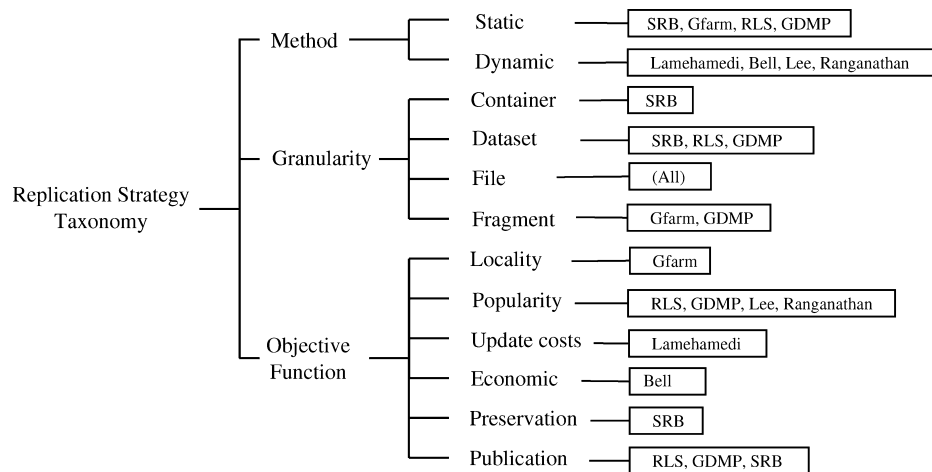 Static
SRB, Gfarm, RLS, GDMP
Method
Dynamic
Lamehamedi, Bell, Lee, Ranganathan
Container
SRB
Dataset
SRB, RLS, GDMP
Granularity
File
(All)
Replication Strategy
Taxonomy
Fragment
Gfarm, GDMP
Locality
Gfarm
Popularity
RLS, GDMP, Lee, Ranganathan
Update costs
Lamehamedi
Objective
Function
Economic
Bell
Preservation
SRB
Publication
RLS, GDMP, SRB